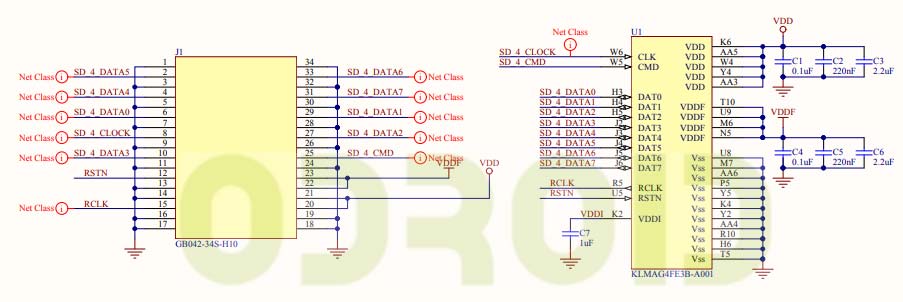 VDD
Net Class
J1
U1
1 34
Net Class SD_4_DATA5 2 33 SD_4_DATA6 Net Class
3 32
Net Class SD_4_DATA4 4 31 SD_4_DATA7 Net Class
5 30
Net Class SD_4_DATA0 6 29 SD_4_DATA1 Net Class
7 28
Net Class SD_4_CLOCK 8 27 SD_4_DATA2 Net Class
9 26
Net Class SD_4_DATA3 10 25 SD_4_CMD Net Class
11 24
RSTN 12 23 VDDF VDD
13 22
14 21
Net Class RCLK 15 20
16 19
17 18
GB042-34S-H10
SD_4_CLOCK W6 CLK
SD_4_CMD W5 CMD
SD_4_DATA0 H3 DAT0
SD_4_DATA1 H4 DAT1
SD_4_DATA2 H5 DAT2
SD_4_DATA3 J2 DAT3
SD_4_DATA4 DAT4
SD_4_DATA5 DAT5
SD_4_DATA6 J5 DAT6
SD_4_DATA7 J6 DAT7
RCLK R5 RCLK
RSTN U5 RSTN
VDDI K2 VDDI
C7
1uF
VDD K6
VDD AA5
VDD W4
VDD Y4
VDD AA3
VDDF T10
VDDF U9
VDDF M6
VDDF N5
Vss U8
Vss M7
Vss AA6
Vss P5
Vss Y5
Vss K4
Vss Y2
Vss AA4
Vss R10
Vss H6
Vss T5
C1 C2 C3
0.1uF 220nF 2.2uF
VDDF
C4 C5 C6
0.1uF 220nF 2.2uF
KLMAG4FE3B-A001
ODROID